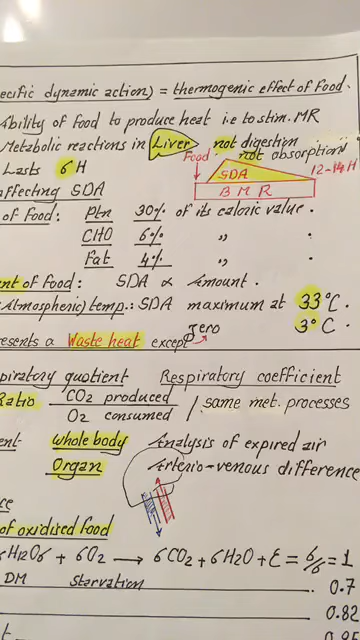 ecific dynamic action) = thermogenic effect of Food.
Ability of food to produce heat i.e to stim. MR
Metabolic reactions in Liver not digestion
not absorption
Lasts 6 H
Food
SDA
12-14 H
B M R
affecting SDA
of Food: Ptn 30% of its caloric value.
CHO 6% ,, .
Fat 4% ,, .
nt of Food: SDA ∝ Amount.
(Atmospheric) temp.: SDA maximum at 33°C.
zero 3°C.
resents a Waste heat except
piratory quotient Respiratory coefficient
Ratio CO2 produced / same met. processes
O2 consumed
ent whole body Analysis of expired air
Organ Arterio-venous difference
ce
of oxidised food
6H12O6 + 6O2 → 6CO2 + 6H2O + E = 6/6 = 1
DM Starvation 0.7
0.82